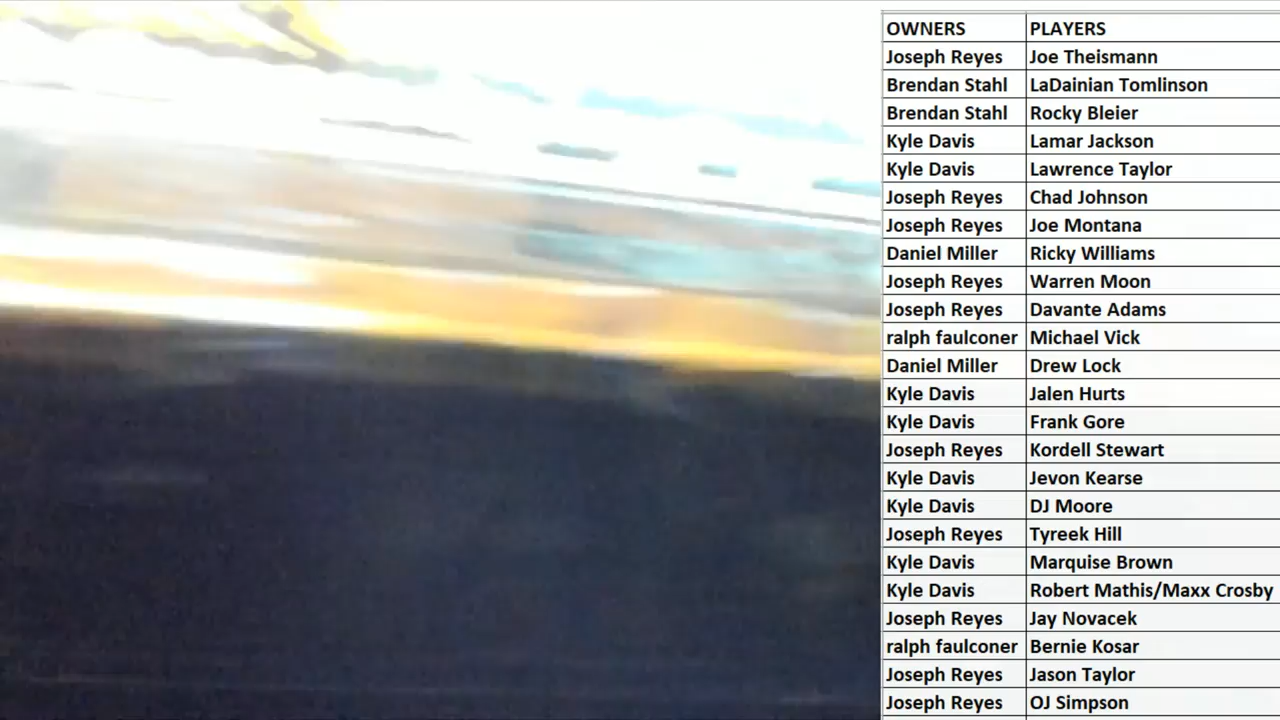 OWNERS PLAYERS
Joseph Reyes Joe Theismann
Brendan Stahl LaDainian Tomlinson
Brendan Stahl Rocky Bleier
Kyle Davis Lamar Jackson
Kyle Davis Lawrence Taylor
Joseph Reyes Chad Johnson
Joseph Reyes Joe Montana
Daniel Miller Ricky Williams
Joseph Reyes Warren Moon
Joseph Reyes Davante Adams
ralph faulconer Michael Vick
Daniel Miller Drew Lock
Kyle Davis Jalen Hurts
Kyle Davis Frank Gore
Joseph Reyes Kordell Stewart
Kyle Davis Jevon Kearse
Kyle Davis DJ Moore
Joseph Reyes Tyreek Hill
Kyle Davis Marquise Brown
Kyle Davis Robert Mathis/Maxx Crosby
Joseph Reyes Jay Novacek
ralph faulconer Bernie Kosar
Joseph Reyes Jason Taylor
Joseph Reyes OJ Simpson